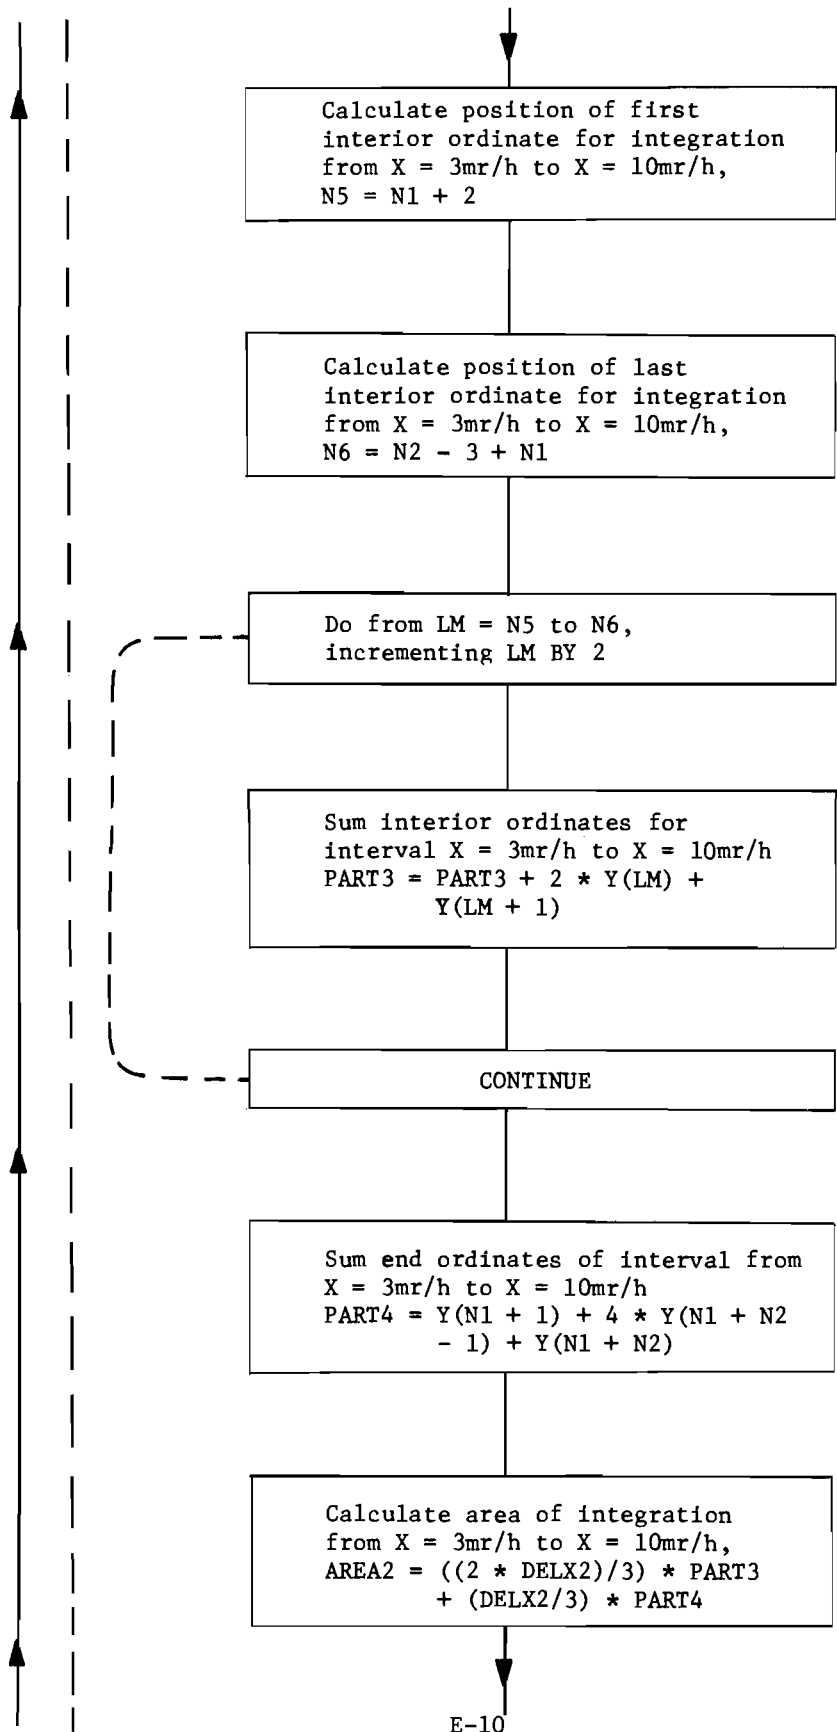 Calculate position of first
interior ordinate for integration
from X = 3mr/h to X = 10mr/h,
N5 = N1 + 2
Calculate position of last
interior ordinate for integration
from X = 3mr/h to X = 10mr/h,
N6 = N2 - 3 + N1
Do from LM = N5 to N6,
incrementing LM BY 2
Sum interior ordinates for
interval X = 3mr/h to X = 10mr/h
PART3 = PART3 + 2 * Y(LM) +
Y(LM + 1)
CONTINUE
Sum end ordinates of interval from
X = 3mr/h to X = 10mr/h
PART4 = Y(N1 + 1) + 4 * Y(N1 + N2
- 1) + Y(N1 + N2)
Calculate area of integration
from X = 3mr/h to X = 10mr/h,
AREA2 = ((2 * DELX2)/3) * PART3
+ (DELX2/3) * PART4
E-10